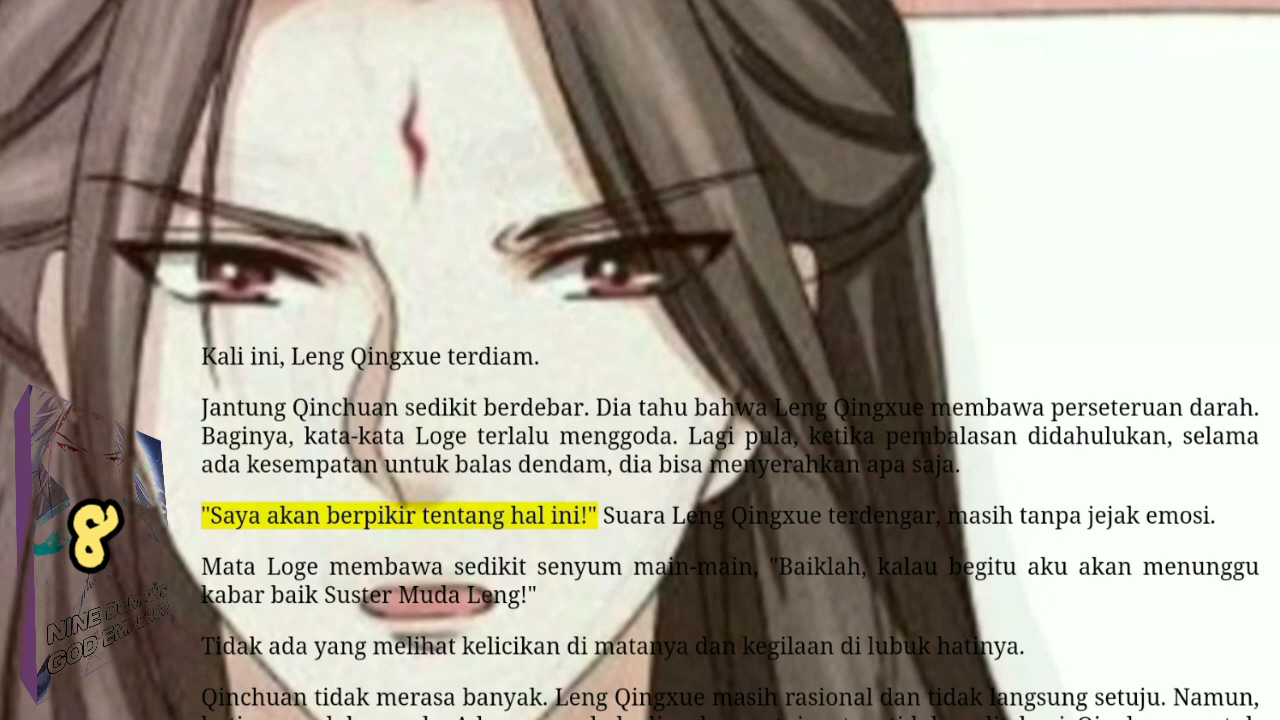 Kali ini, Leng Qingxue terdiam.
Jantung Qinchuan sedikit berdebar. Dia tahu bahwa Leng Qingxue membawa perseteruan darah.
Baginya, kata-kata Loge terlalu menggoda. Lagi pula, ketika pembalasan didahulukan, selama
ada kesempatan untuk balas dendam, dia bisa menyerahkan apa saja.
"Saya akan berpikir tentang hal ini!" Suara Leng Qingxue terdengar, masih tanpa jejak emosi.
8
Mata Loge membawa sedikit senyum main-main, "Baiklah, kalau begitu aku akan menunggu
kabar baik Suster Muda Leng!"
NINE
GOD
Tidak ada yang melihat kelicikan di matanya dan kegilaan di lubuk hatinya.
Qinchuan tidak merasa banyak. Leng Qingxue masih rasional dan tidak langsung setuju. Namun,